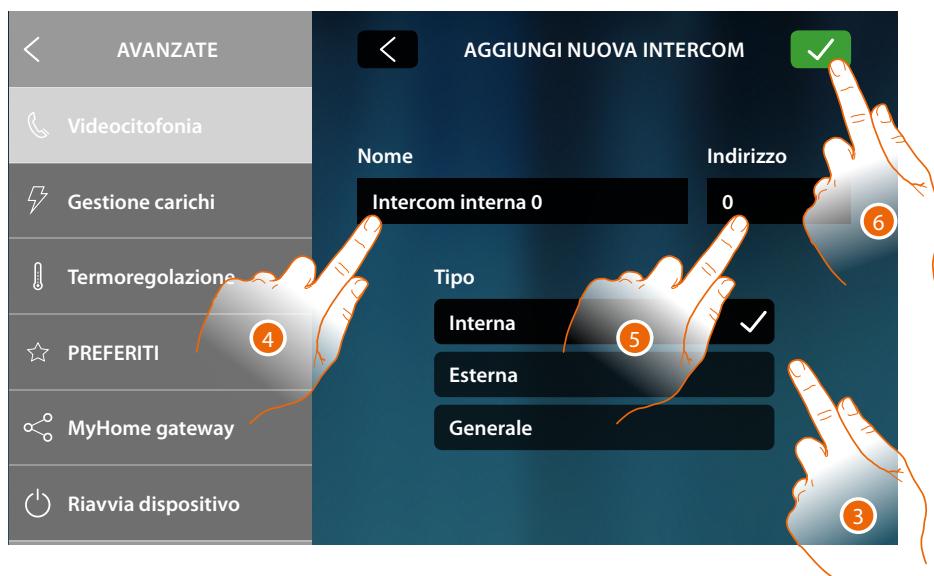 AVANZATE
Videocitofonia
Gestione carichi
Termoregolazione
PREFERITI
MyHome gateway
Riavvia dispositivo
AGGIUNGI NUOVA INTERCOM
Nome
Indirizzo
Intercom interna 0
0
Tipo
Interna
Esterna
Generale
4
5
6
3